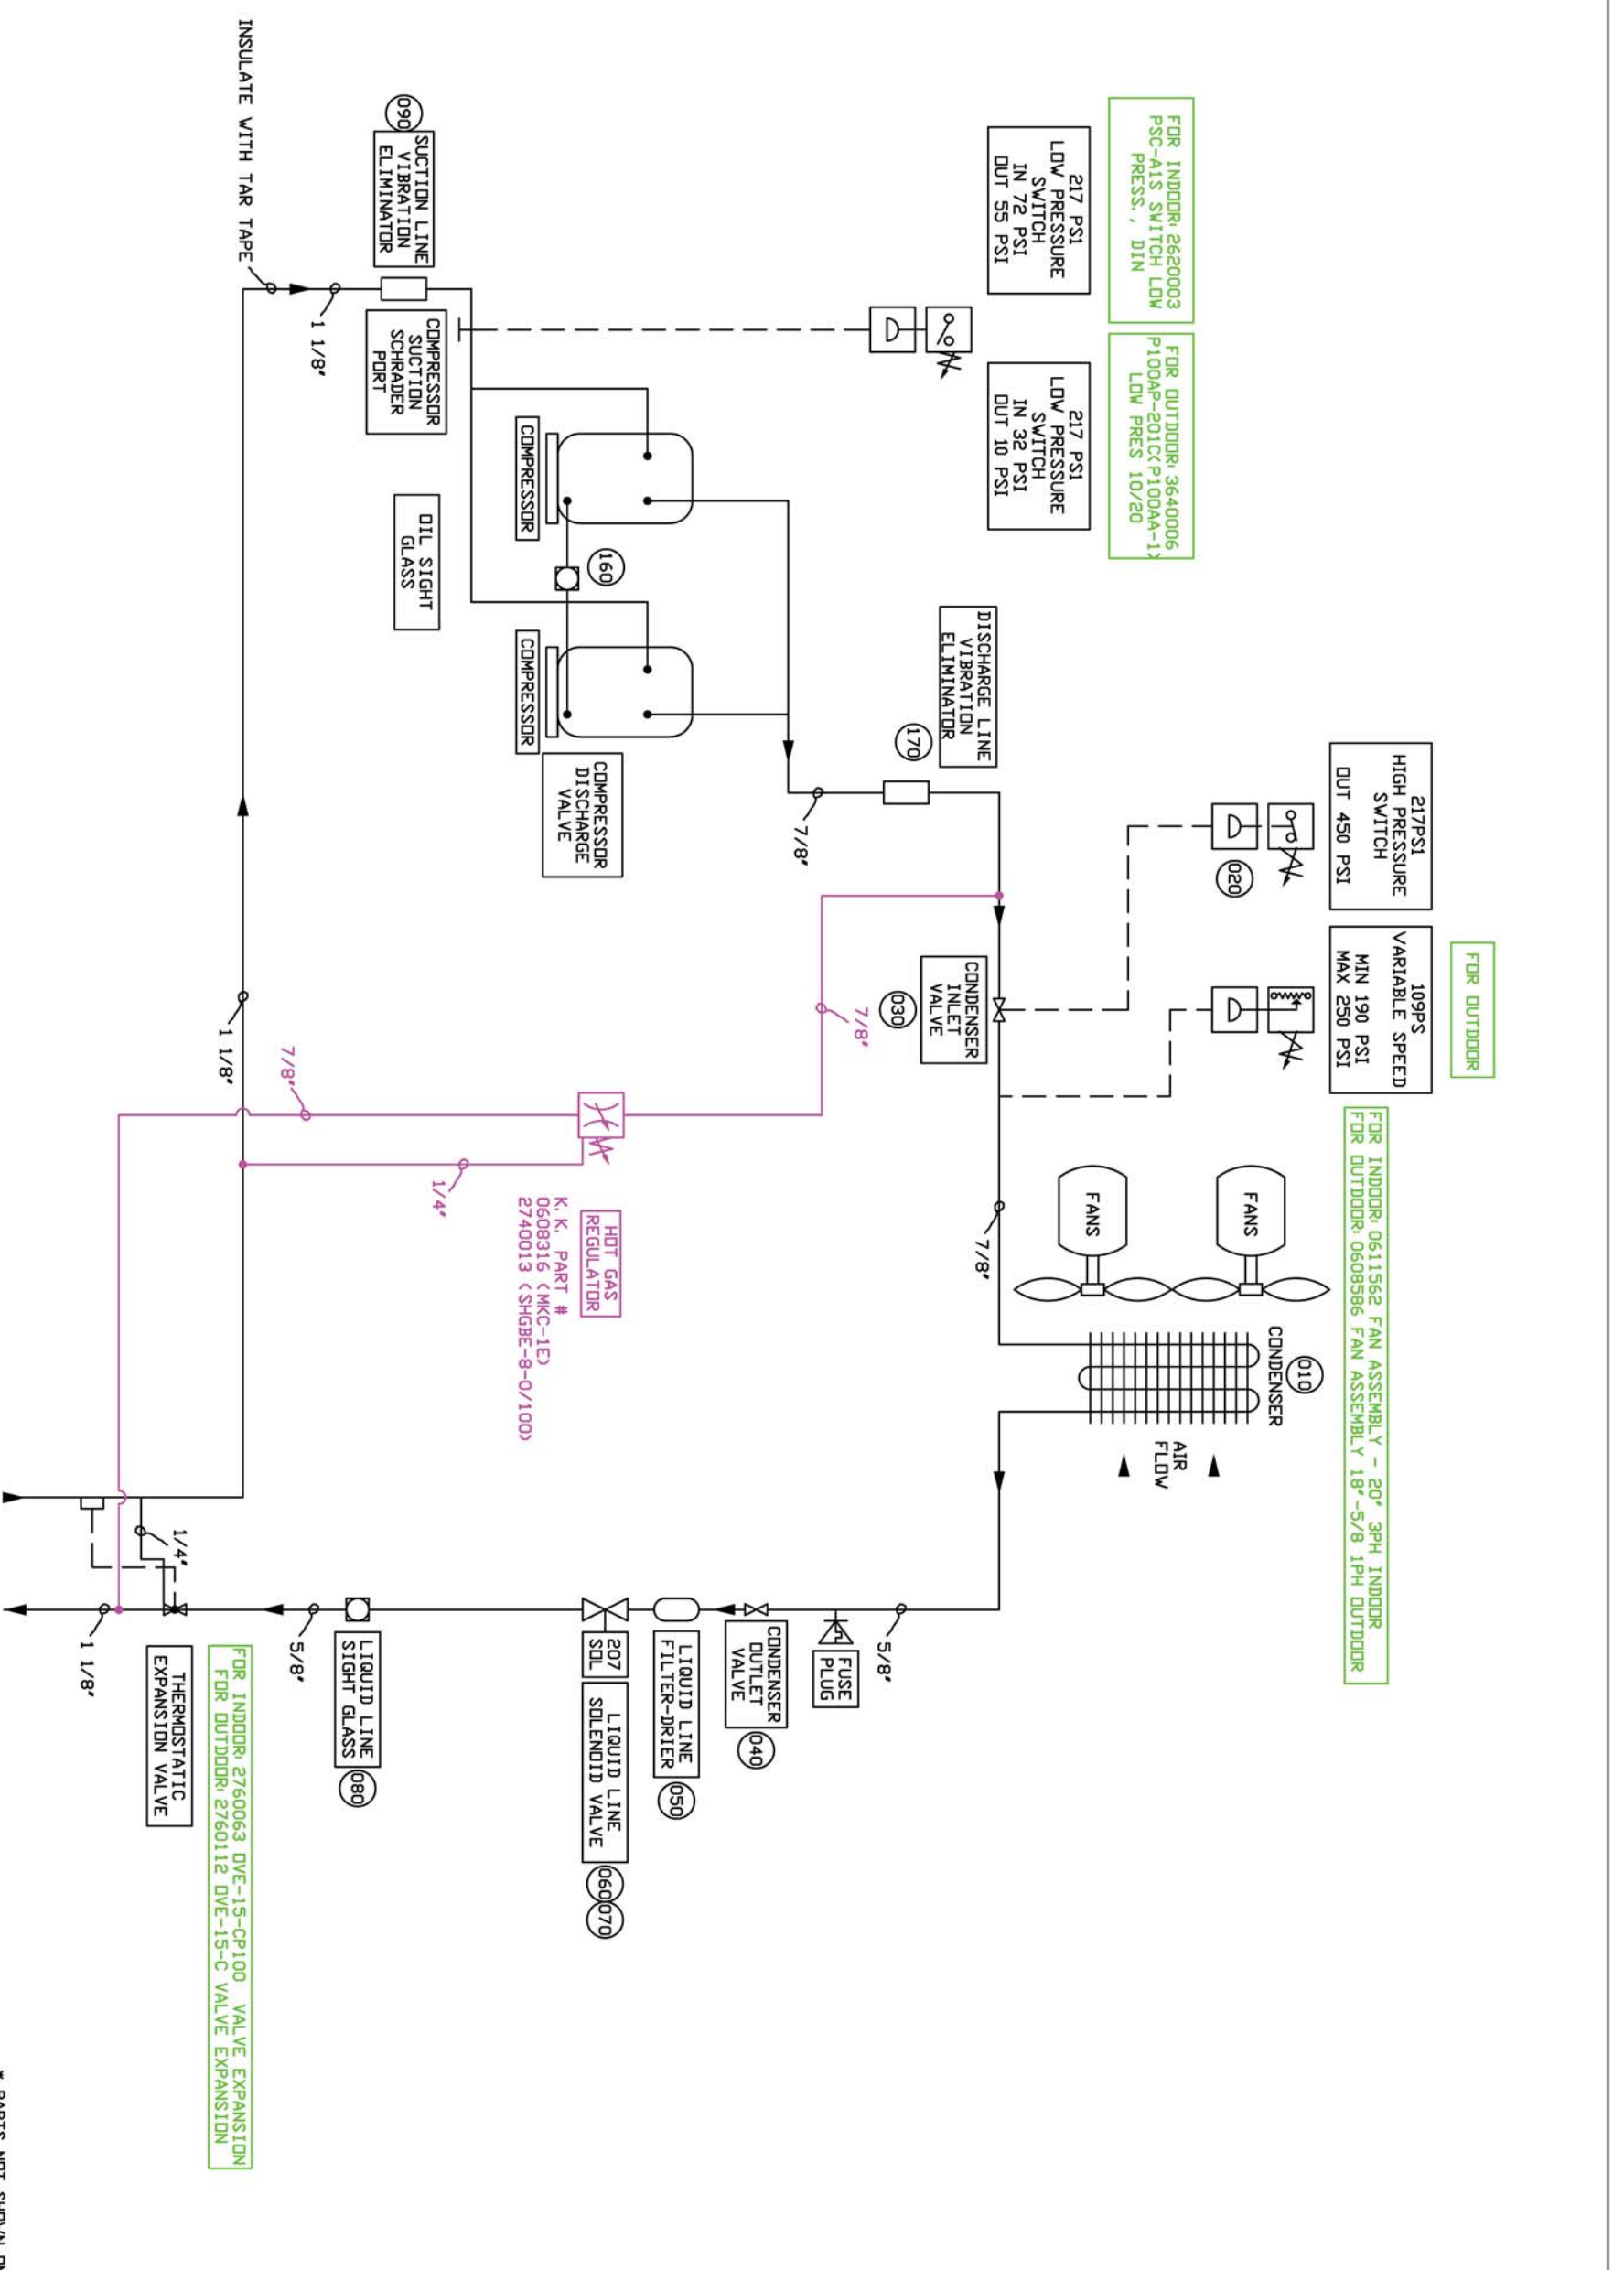 FOR OUTDOOR
217PS1
HIGH PRESSURE
SWITCH
OUT 450 PSI
109PS
VARIABLE SPEED
MIN 190 PSI
MAX 250 PSI
FOR INDOOR: 0611562 FAN ASSEMBLY - 20" 3PH INDOOR
FOR OUTDOOR: 0608586 FAN ASSEMBLY 18"-5/8 1PH OUTDOOR
020
FANS
FANS
010
CONDENSER
AIR
FLOW
FOR INDOOR: 2620003
PSC-A1S SWITCH LOW
PRESS., DIN
FOR OUTDOOR: 3640006
P100AP-201C(P100AA-1)
LOW PRES 10/20
217 PS1
LOW PRESSURE
SWITCH
IN 72 PSI
OUT 55 PSI
217 PS1
LOW PRESSURE
SWITCH
IN 32 PSI
OUT 10 PSI
DISCHARGE LINE
VIBRATION
ELIMINATOR
170
CONDENSER
INLET
VALVE
030
7/8"
7/8"
7/8"
5/8"
FUSE
PLUG
CONDENSER
OUTLET
VALVE
040
LIQUID LINE
FILTER-DRIER
050
207
SOL
LIQUID LINE
SOLENOID VALVE
060
070
160
COMPRESSOR
COMPRESSOR
COMPRESSOR
DISCHARGE
VALVE
HOT GAS
REGULATOR
K.K. PART #
0608316 (MKC-1E)
2740013 (SHGBE-8-0/100)
1/4"
090
SUCTION LINE
VIBRATION
ELIMINATOR
COMPRESSOR
SUCTION
SCHRADER
PORT
OIL SIGHT
GLASS
LIQUID LINE
SIGHT GLASS
080
1 1/8"
7/8"
5/8"
INSULATE WITH TAR TAPE
1 1/8"
FOR INDOOR: 2760063 OVE-15-CP100 VALVE EXPANSION
FOR OUTDOOR: 2760112 OVE-15-C VALVE EXPANSION
1/4"
THERMOSTATIC
EXPANSION VALVE
1 1/8"